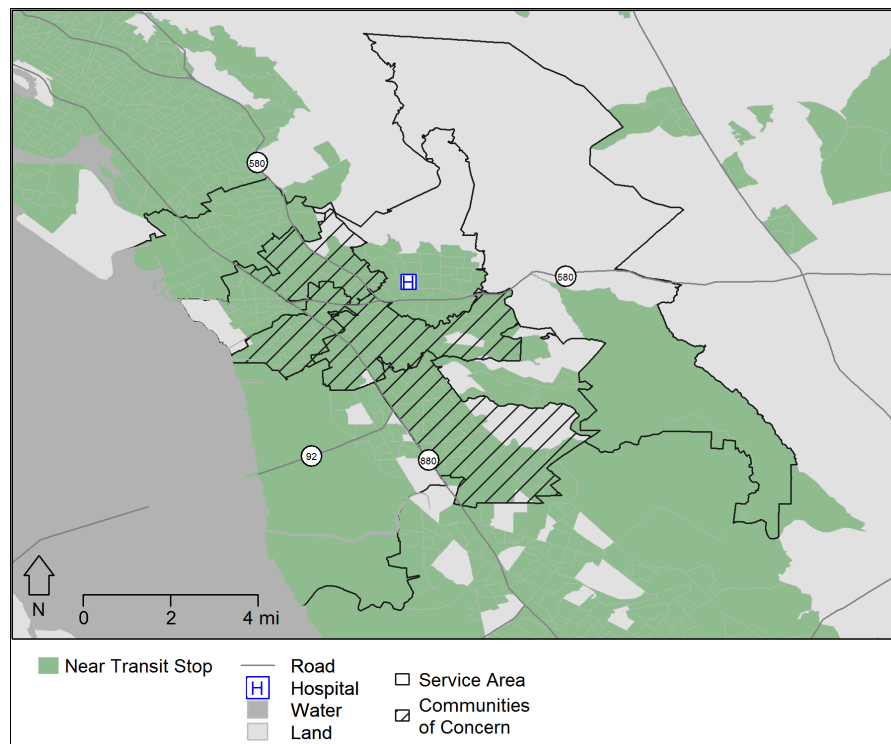 580
580
H
92
880
N
0 2 4 mi
Near Transit Stop
Road
H Hospital
Water
Land
Service Area
Communities
of Concern